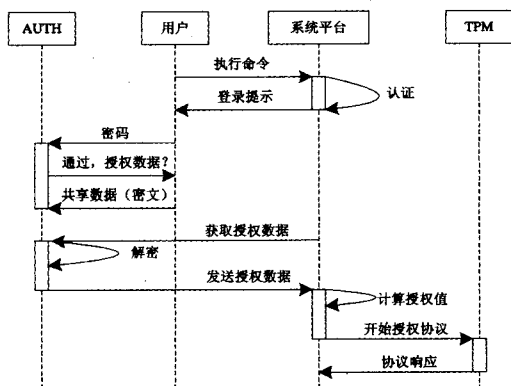 AUTH
用户
系统平台
TPM
执行命令
认证
登录提示
密码
通过，授权数据？
共享数据（密文）
获取授权数据
解密
发送授权数据
计算授权值
开始授权协议
协议响应